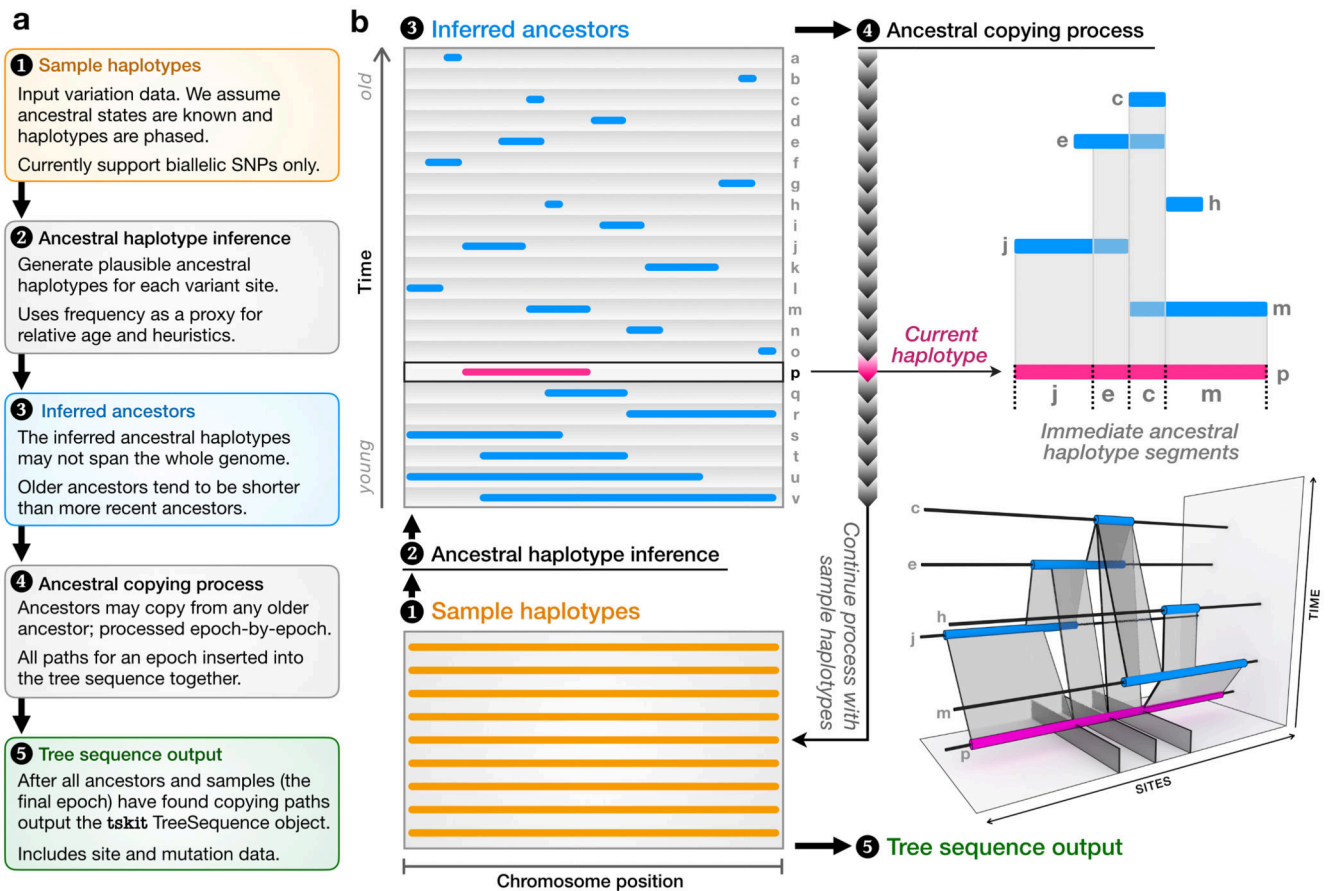 a
1 Sample haplotypes
Input variation data. We assume
ancestral states are known and
haplotypes are phased.
Currently support biallelic SNPs only.
2 Ancestral haplotype inference
Generate plausible ancestral
haplotypes for each variant site.
Uses frequency as a proxy for
relative age and heuristics.
3 Inferred ancestors
The inferred ancestral haplotypes
may not span the whole genome.
Older ancestors tend to be shorter
than more recent ancestors.
4 Ancestral copying process
Ancestors may copy from any older
ancestor; processed epoch-by-epoch.
All paths for an epoch inserted into
the tree sequence together.
5 Tree sequence output
After all ancestors and samples (the
final epoch) have found copying paths
output the tskit TreeSequence object.
Includes site and mutation data.
b
3 Inferred ancestors
old
Time
young
a
b
c
d
e
f
g
h
i
j
k
l
m
n
o
p
q
r
s
t
u
v
2 Ancestral haplotype inference
1 Sample haplotypes
Chromosome position
4 Ancestral copying process
Current
haplotype
Continue process with
sample haplotypes
c
e
h
j
m
p
j e c m
Immediate ancestral
haplotype segments
c
e
h
j
m
p
TIME
SITES
5 Tree sequence output